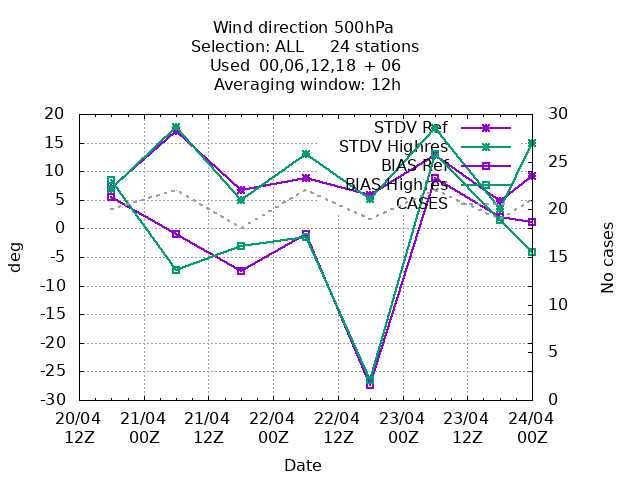 Wind direction 500hPa
Selection: ALL 24 stations
Used 00,06,12,18 + 06
Averaging window: 12h
STDV Ref
STDV Highres
BIAS Ref
BIAS Highres
CASES
20
15
10
5
0
-5
-10
-15
-20
-25
-30
deg
30
25
20
15
10
5
0
No cases
20/04 21/04 21/04 22/04 22/04 23/04 23/04 24/04
12Z 00Z 12Z 00Z 12Z 00Z 12Z 00Z
Date